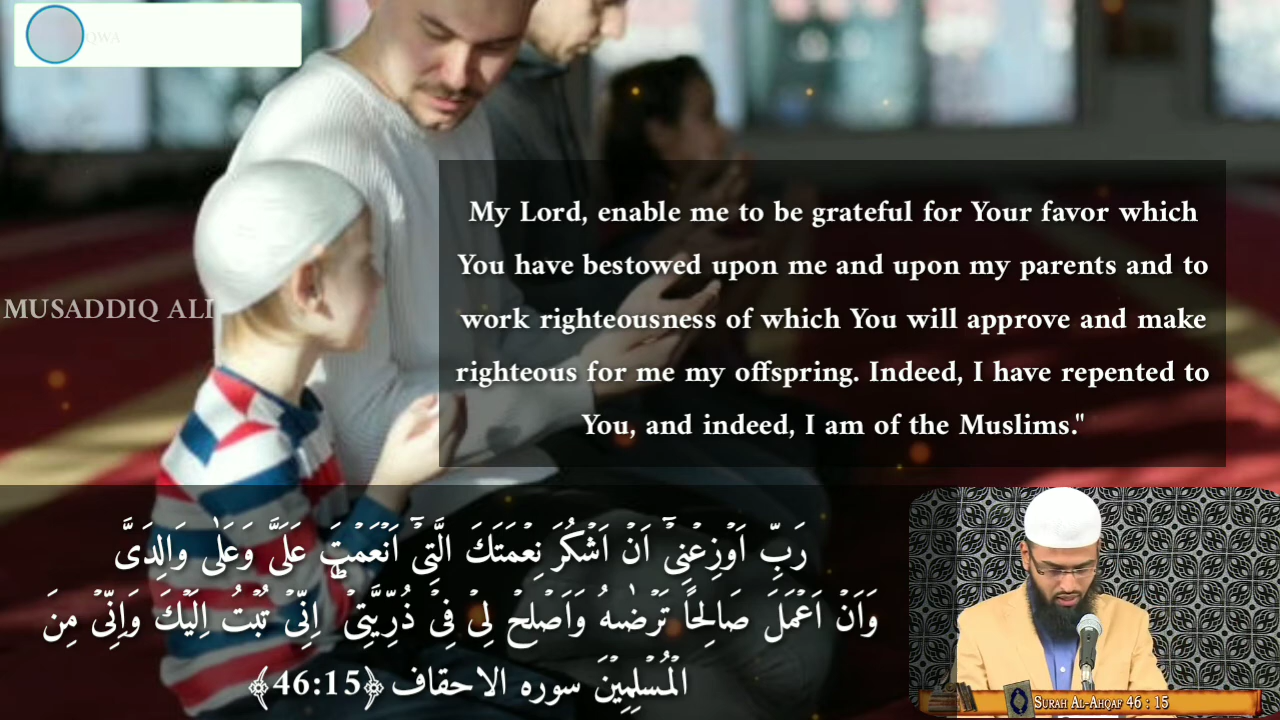 QWA
My Lord, enable me to be grateful for Your favor which
You have bestowed upon me and upon my parents and to
work righteousness of which You will approve and make
righteous for me my offspring. Indeed, I have repented to
You, and indeed, I am of the Muslims."
MUSADDIQ ALI
رَبِّ اَوۡزِعۡنِىۡۤ اَنۡ اَشۡكُرَ نِعۡمَتَكَ الَّتِىۡۤ اَنۡعَمۡتَ عَلَىَّ وَعَلٰى وَالِدَىَّ
وَاَنۡ اَعۡمَلَ صَالِحًا تَرۡضٰٮهُ وَاَصۡلِحۡ لِىۡ فِىۡ ذُرِّيَّتِىۡ ؕ اِنِّىۡ تُبۡتُ اِلَيۡكَ وَاِنِّىۡ مِنَ
الۡمُسۡلِمِيۡنَ سورہ الاحقاف ﴿46:15﴾
SURAH AL-AHQAF 46 : 15